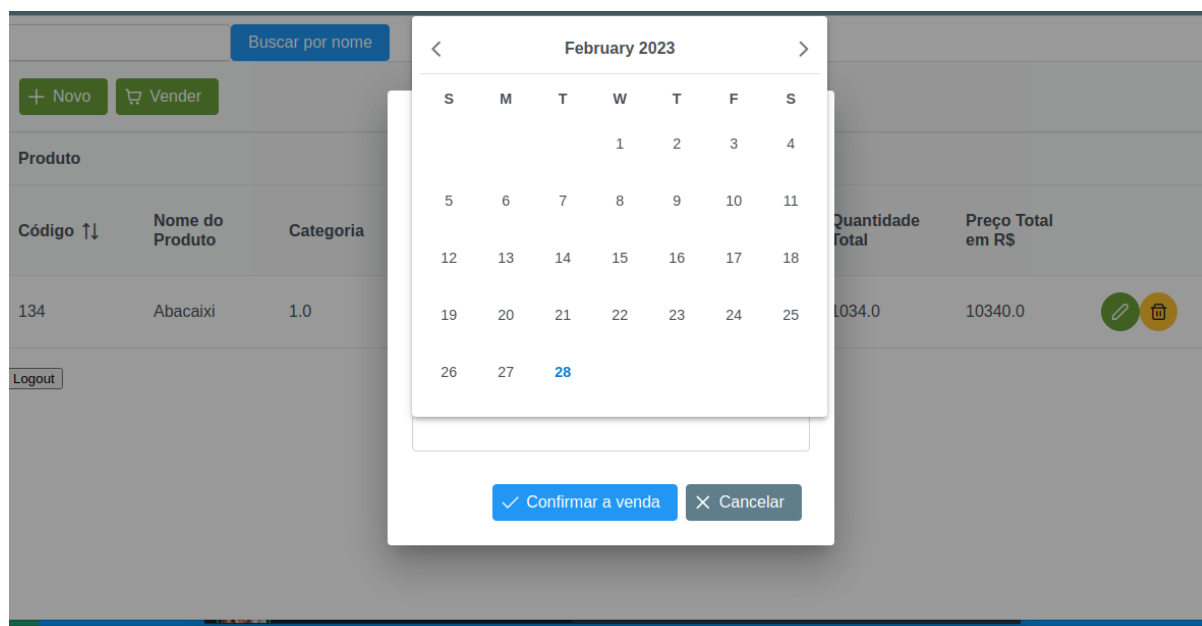 Buscar por nome
February 2023
Novo
Vender
S M T W T F S
1 2 3 4
Produto
5 6 7 8 9 10 11
Código
Nome do
Produto
Categoria
Quantidade
Total
Preço Total
em R$
12 13 14 15 16 17 18
134 Abacaixi 1.0 1034.0 10340.0
19 20 21 22 23 24 25
26 27 28
Logout
Confirmar a venda
Cancelar